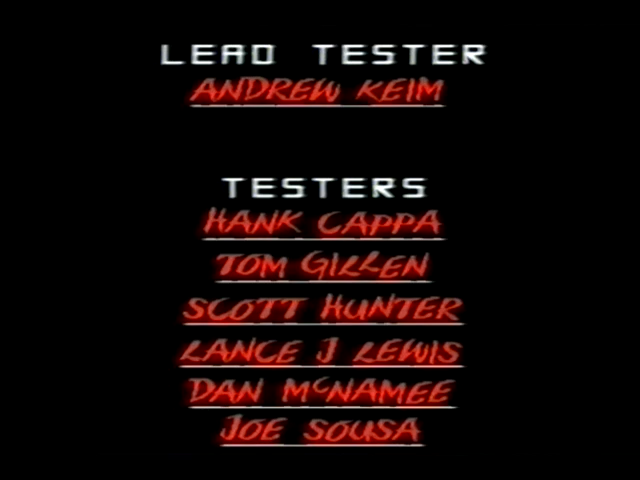 LEAD TESTER
ANDREW KEIM
TESTERS
HANK CAPPA
TOM GILLEN
SCOTT HUNTER
LANCE J LEWIS
DAN McNAMEE
JOE SOUSA